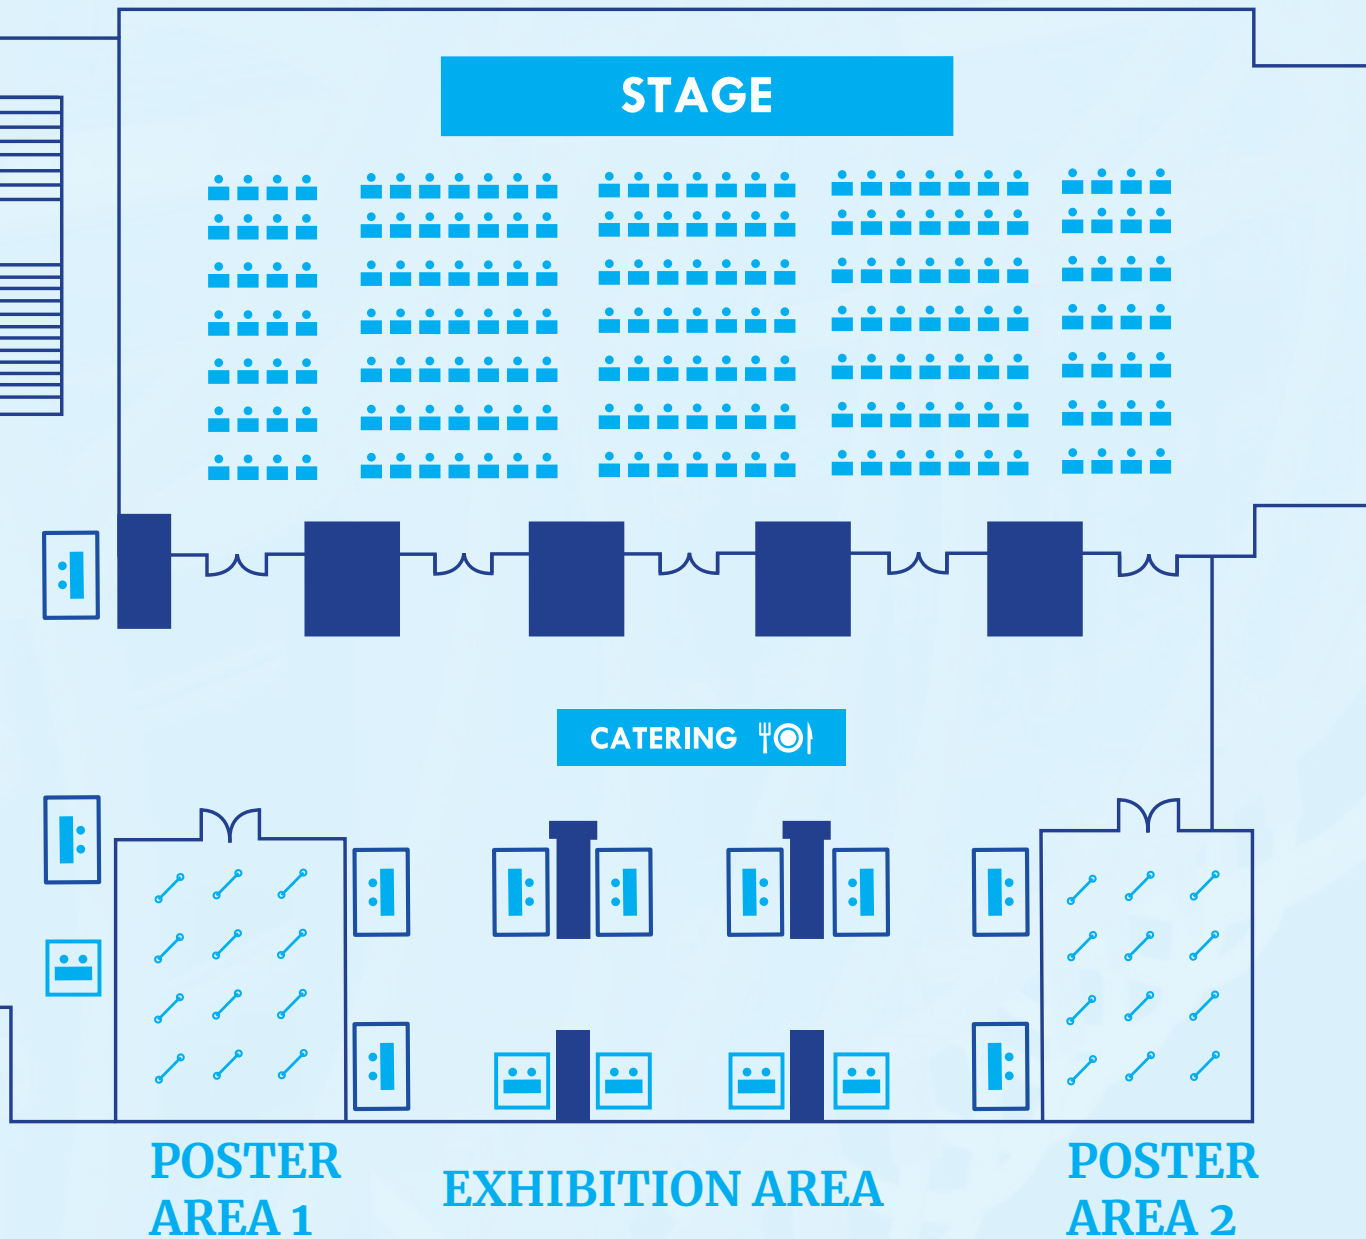 STAGE
CATERING
POSTER
AREA 1
EXHIBITION AREA
POSTER
AREA 2